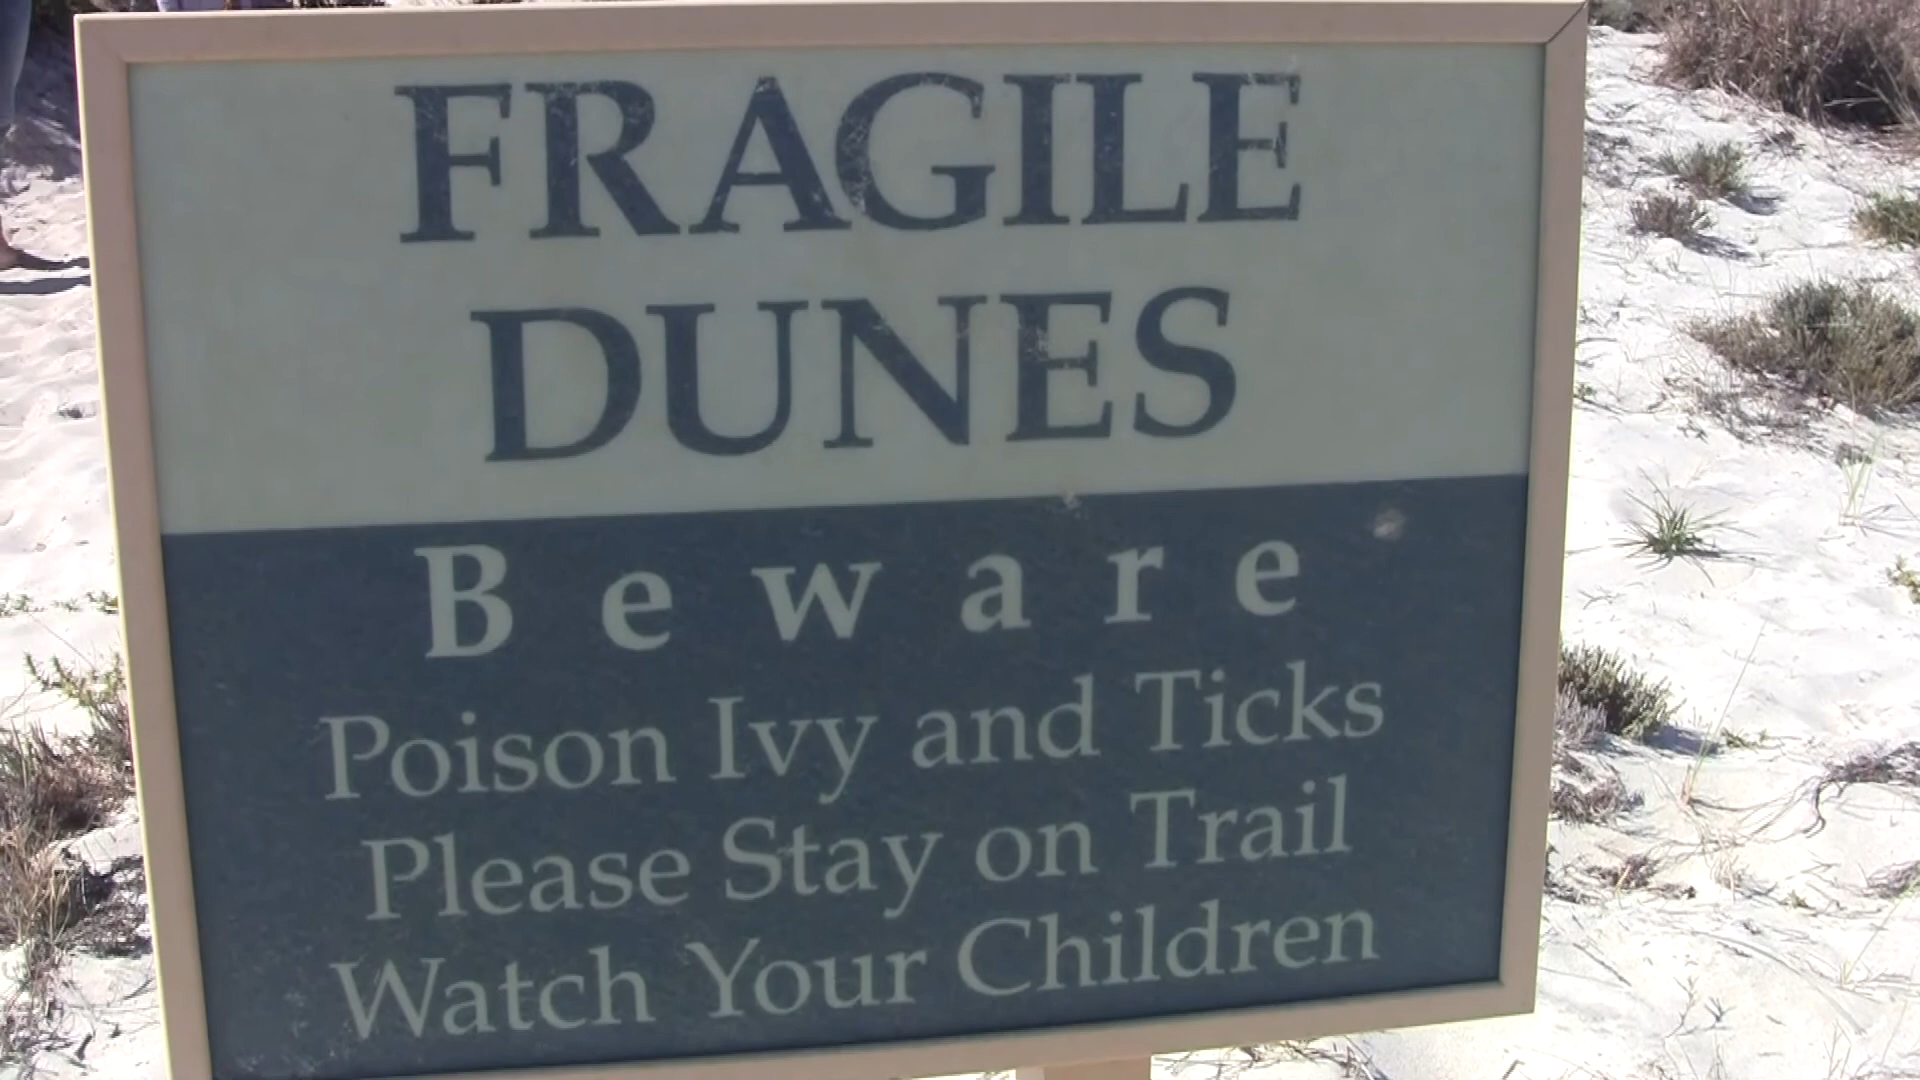 FRAGILE
DUNES
Beware
Poison Ivy and Ticks
Please Stay on Trail
Watch Your Children